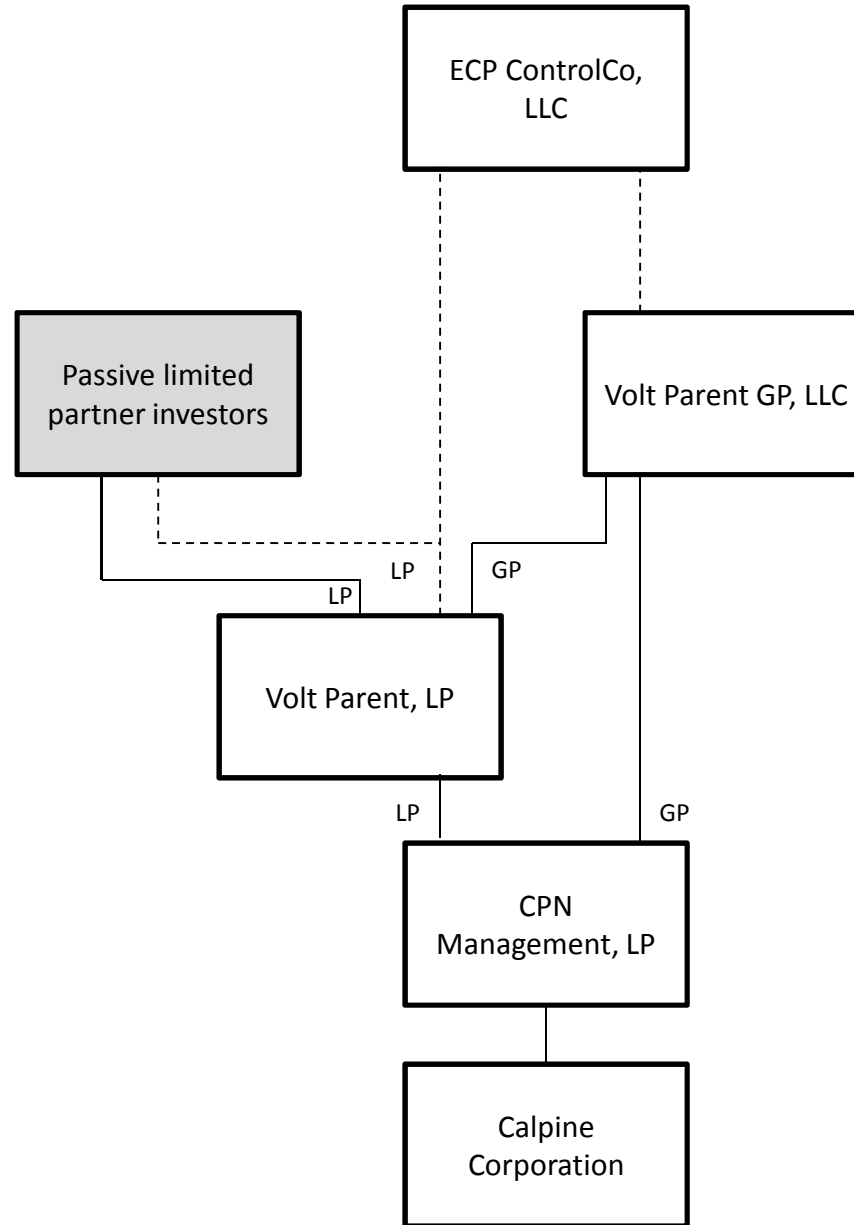 ECP ControlCo,
LLC
Passive limited
partner investors
Volt Parent GP, LLC
LP
GP
LP
Volt Parent, LP
LP
GP
CPN
Management, LP
Calpine
Corporation